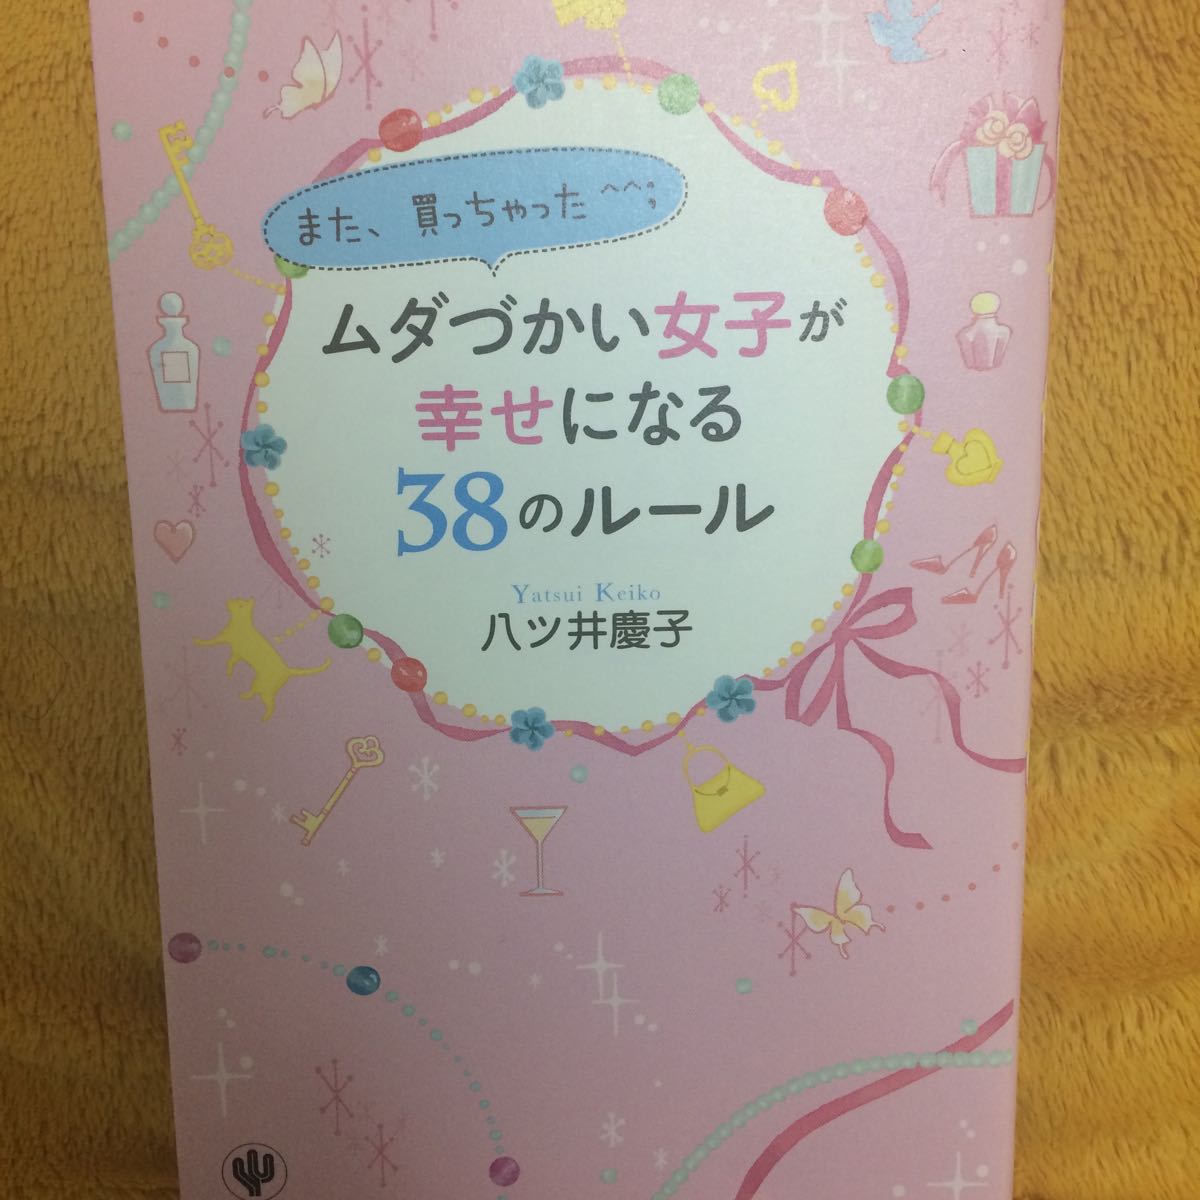 また、買っちゃった^^;
ムダづかい女子が
幸せになる
38のルール
Yatsui Keiko
八ツ井慶子